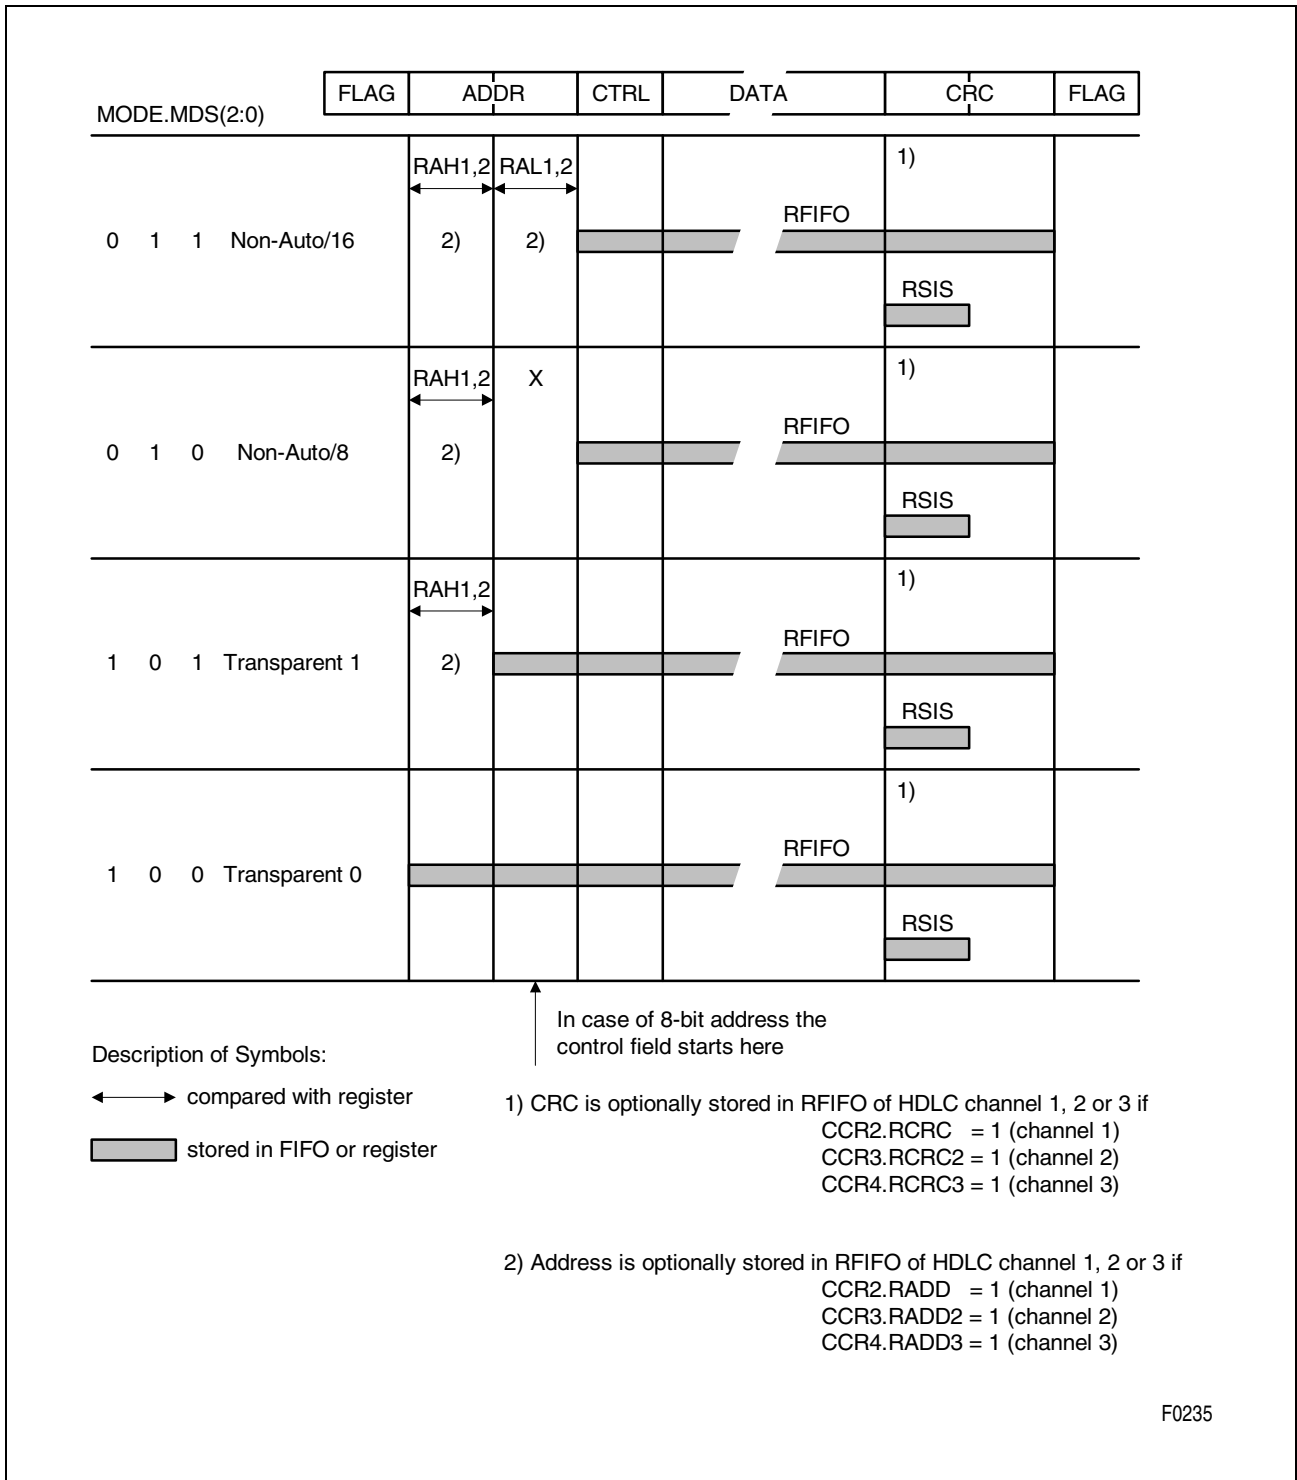 FLAG ADDR CTRL DATA CRC FLAG
MODE.MDS(2:0)
RAH1,2 RAL1,2 1)
RFIFO
0 1 1 Non-Auto/16 2) 2)
RSIS
RAH1,2 X 1)
RFIFO
0 1 0 Non-Auto/8 2)
RSIS
RAH1,2 1)
RFIFO
1 0 1 Transparent 1 2)
RSIS
1)
RFIFO
1 0 0 Transparent 0
RSIS
In case of 8-bit address the
control field starts here
Description of Symbols:
compared with register
stored in FIFO or register
1) CRC is optionally stored in RFIFO of HDLC channel 1, 2 or 3 if
CCR2.RCRC = 1 (channel 1)
CCR3.RCRC2 = 1 (channel 2)
CCR4.RCRC3 = 1 (channel 3)
2) Address is optionally stored in RFIFO of HDLC channel 1, 2 or 3 if
CCR2.RADD = 1 (channel 1)
CCR3.RADD2 = 1 (channel 2)
CCR4.RADD3 = 1 (channel 3)
F0235